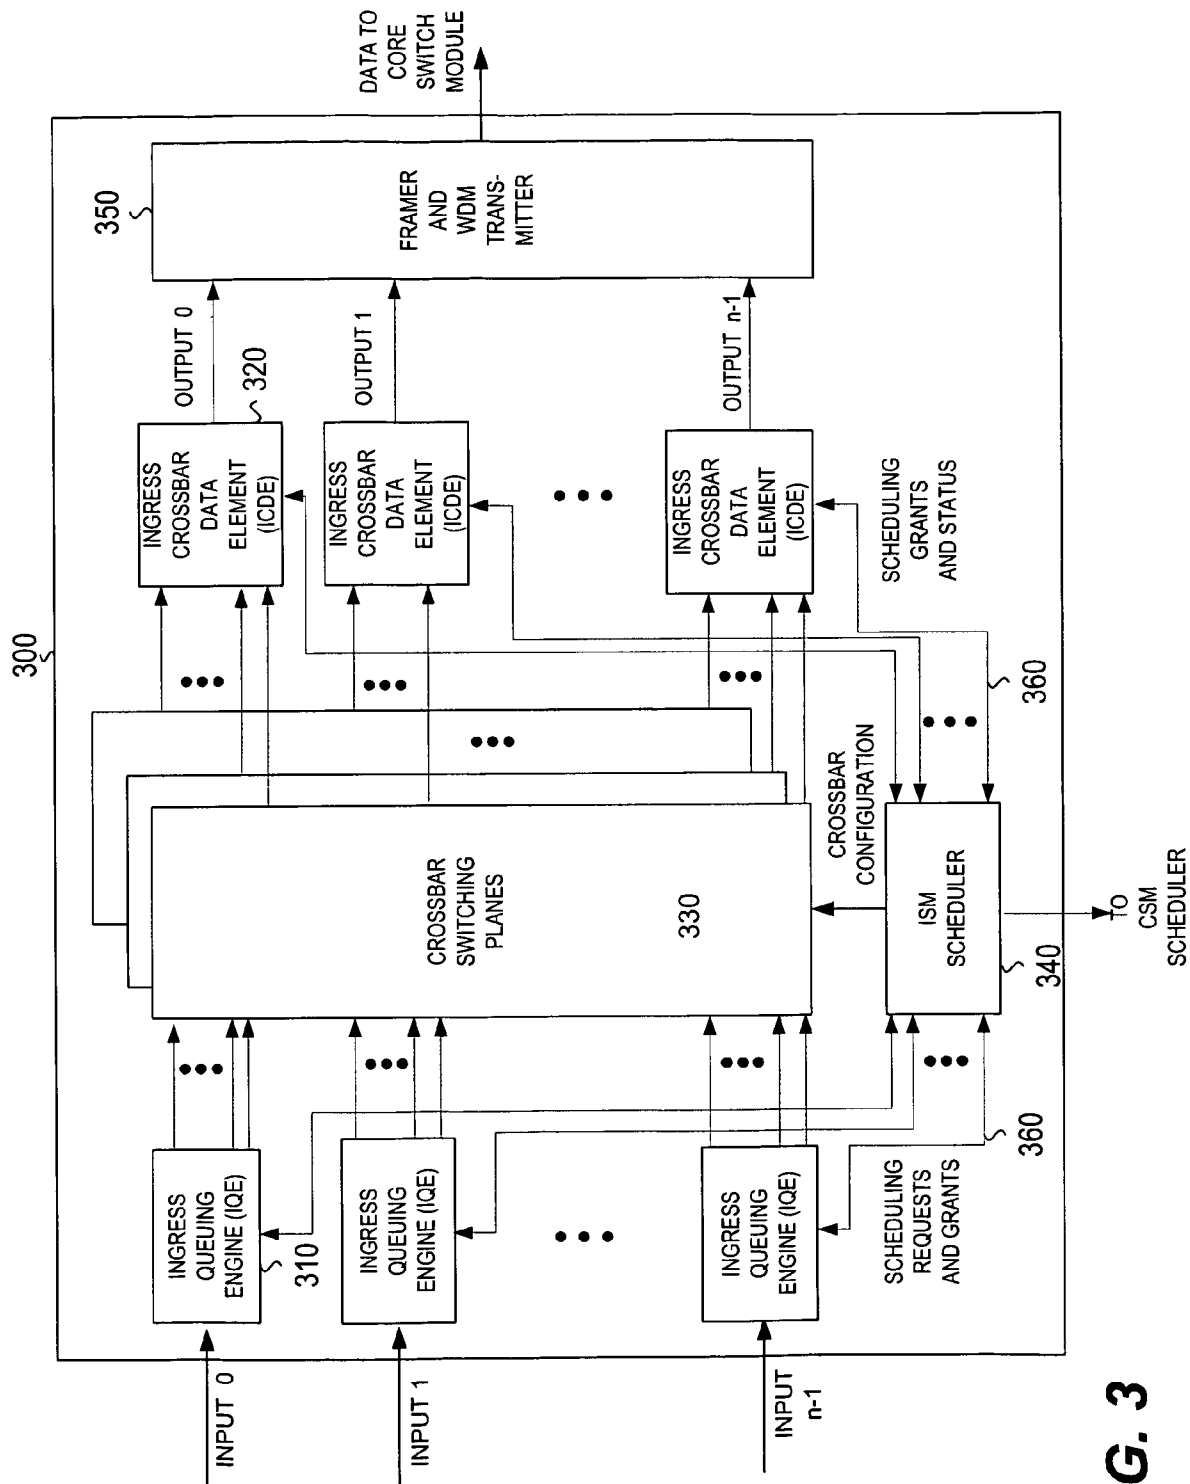 300
INPUT 0
INGRESS
QUEUING
ENGINE (IQE)
310
INPUT 1
INGRESS
QUEUING
ENGINE (IQE)
INPUT
n-1
INGRESS
QUEUING
ENGINE (IQE)
SCHEDULING
REQUESTS
AND GRANTS
360
CROSSBAR
SWITCHING
PLANES
330
CROSSBAR
CONFIGURATION
ISM
SCHEDULER
340
TO
CSM
SCHEDULER
INGRESS
CROSSBAR
DATA
ELEMENT
(ICDE)
320
OUTPUT 0
INGRESS
CROSSBAR
DATA
ELEMENT
(ICDE)
OUTPUT 1
INGRESS
CROSSBAR
DATA
ELEMENT
(ICDE)
OUTPUT n-1
SCHEDULING
GRANTS
AND STATUS
360
350
FRAMER
AND
WDM
TRANS-
MITTER
DATA TO
CORE
SWITCH
MODULE
G. 3